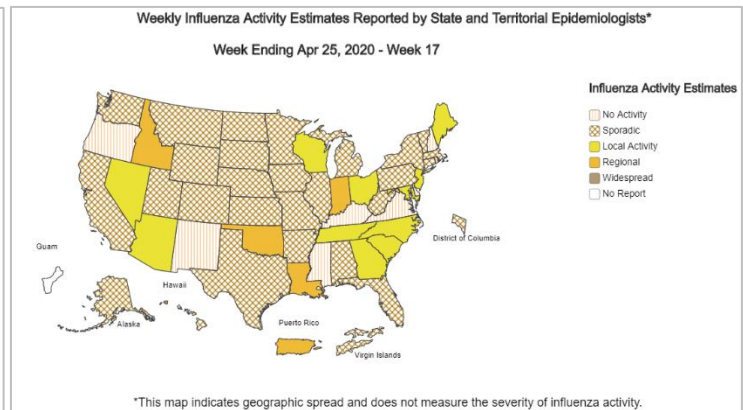 Weekly Influenza Activity Estimates Reported by State and Territorial Epidemiologists*
Week Ending Apr 25, 2020 - Week 17
Influenza Activity Estimates
No Activity
Sporadic
Local Activity
Regional
Widespread
No Report
District of Columbia
Guam
Hawaii
Alaska
Puerto Rico
Virgin Islands
*This map indicates geographic spread and does not measure the severity of influenza activity.